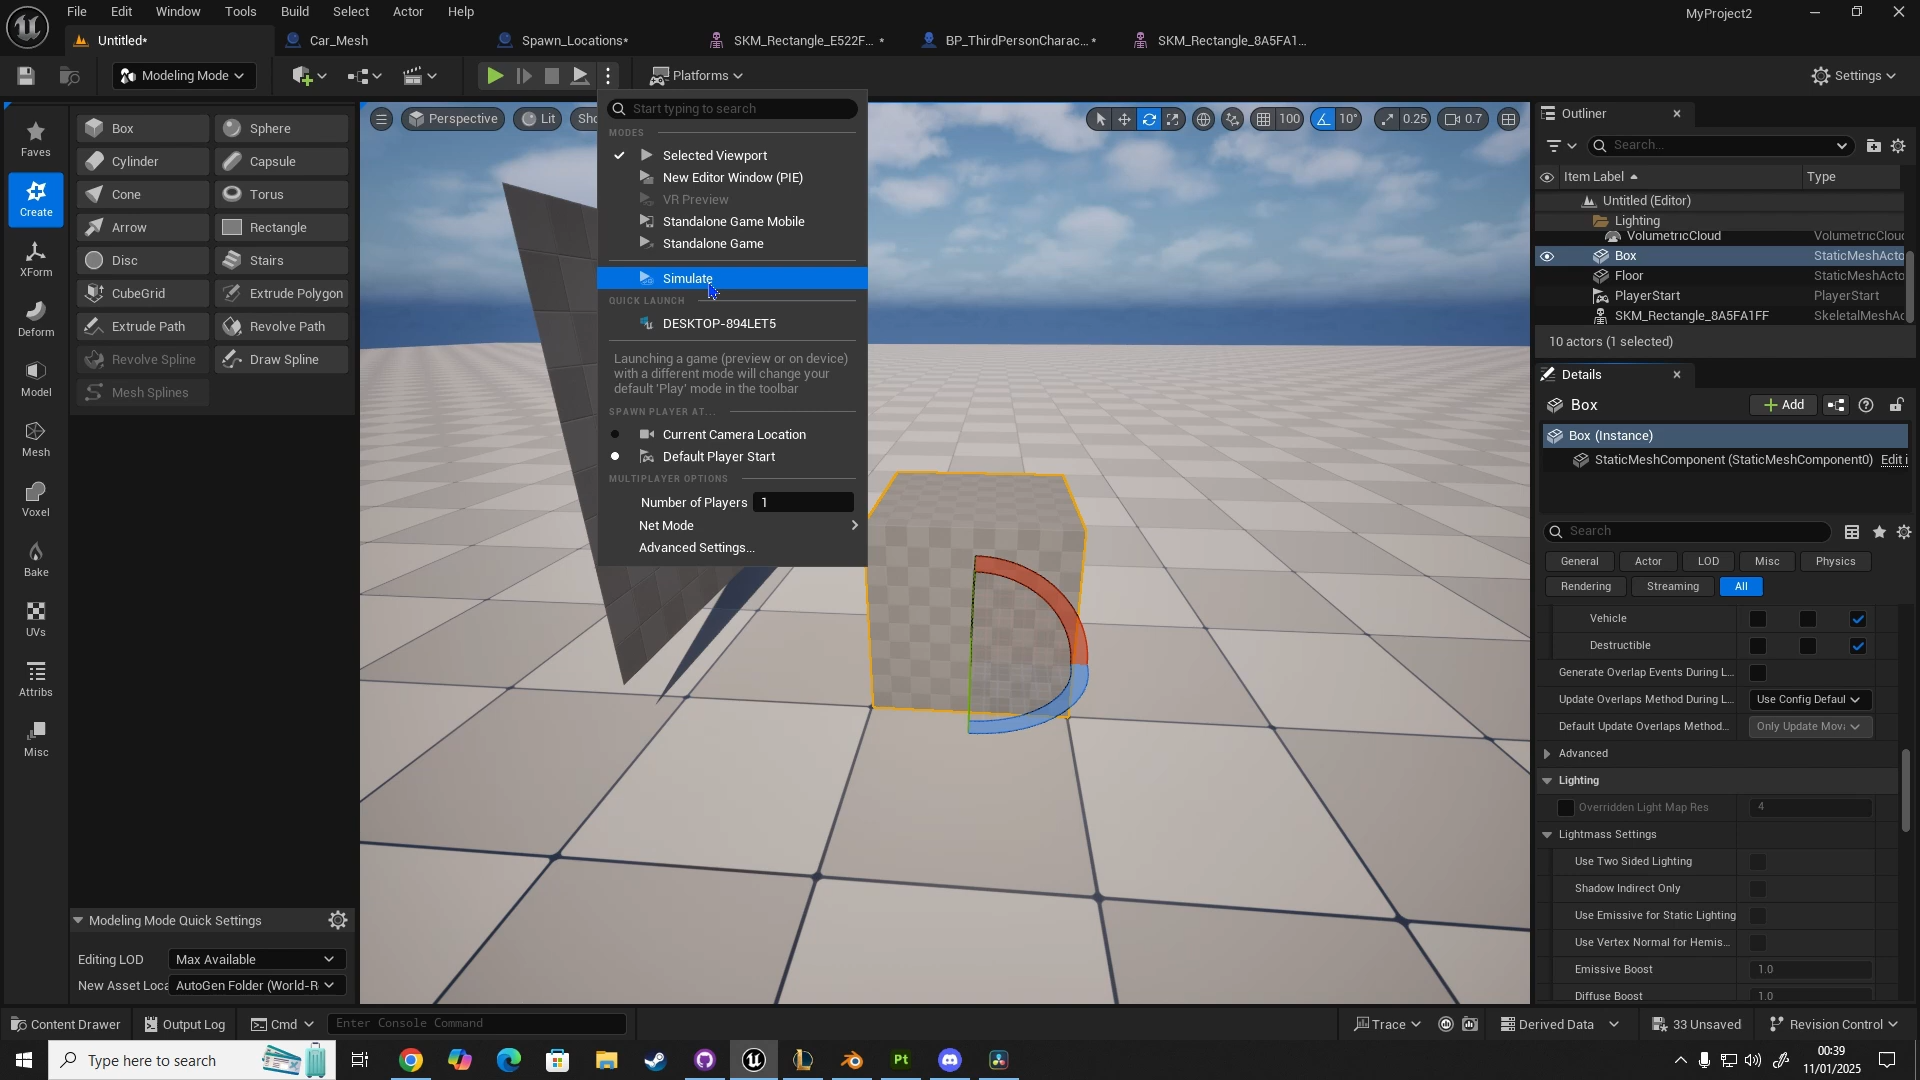 File Edit Window Tools Build Select Actor Help
MyProject2
Untitled*
Car_Mesh
Spawn_Locations*
SKM_Rectangle_E522F... *
BP_ThirdPersonCharac... *
SKM_Rectangle_8A5FA1...
Modeling Mode
Platforms
Settings
Faves
Create
XForm
Deform
Model
Mesh
Voxel
Bake
UVs
Attribs
Misc
Box
Sphere
Cylinder
Capsule
Cone
Torus
Arrow
Rectangle
Disc
Stairs
CubeGrid
Extrude Polygon
Extrude Path
Revolve Path
Revolve Spline
Draw Spline
Mesh Splines
Modeling Mode Quick Settings
Editing LOD
Max Available
New Asset Loca
AutoGen Folder (World-R
Perspective
Lit
Sho
100
10°
0.25
0.7
Start typing to search
MODES
Selected Viewport
New Editor Window (PIE)
VR Preview
Standalone Game Mobile
Standalone Game
Simulate
QUICK LAUNCH
DESKTOP-894LET5
Launching a game (preview or on device)
with a different mode will change your
default 'Play' mode in the toolbar
SPAWN PLAYER AT...
Current Camera Location
Default Player Start
MULTIPLAYER OPTIONS
Number of Players
1
Net Mode
Advanced Settings...
Outliner
Search...
Item Label
Type
Untitled (Editor)
Lighting
VolumetricCloud
VolumetricClou
Box
StaticMeshActo
Floor
StaticMeshActo
PlayerStart
PlayerStart
SKM_Rectangle_8A5FA1FF
SkeletalMeshAc
10 actors (1 selected)
Details
Box
Add
Box (Instance)
StaticMeshComponent (StaticMeshComponent0)
Edit i
Search
General
Actor
LOD
Misc
Physics
Rendering
Streaming
All
Vehicle
Destructible
Generate Overlap Events During L...
Update Overlaps Method During L...
Use Config Defaul
Default Update Overlaps Method...
Only Update Mov
Advanced
Lighting
Overridden Light Map Res
4
Lightmass Settings
Use Two Sided Lighting
Shadow Indirect Only
Use Emissive for Static Lighting
Use Vertex Normal for Hemis...
Emissive Boost
1.0
Diffuse Boost
1.0
Content Drawer
Output Log
Cmd
Enter Console Command
Trace
Derived Data
33 Unsaved
Revision Control
Type here to search
Pt
00:39
11/01/2025